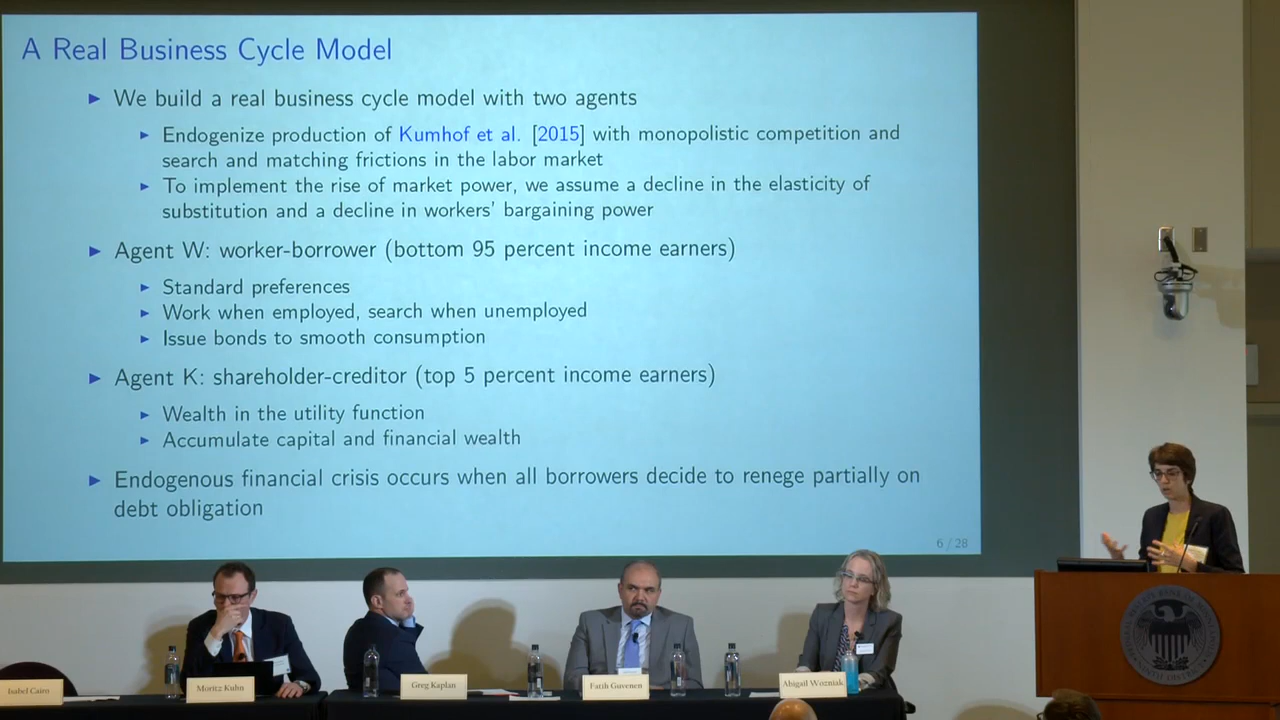 A Real Business Cycle Model
► We build a real business cycle model with two agents
► Endogenize production of Kumhof et al. [2015] with monopolistic competition and
search and matching frictions in the labor market
► To implement the rise of market power, we assume a decline in the elasticity of
substitution and a decline in workers' bargaining power
► Agent W: worker-borrower (bottom 95 percent income earners)
► Standard preferences
► Work when employed, search when unemployed
► Issue bonds to smooth consumption
► Agent K: shareholder-creditor (top 5 percent income earners)
► Wealth in the utility function
► Accumulate capital and financial wealth
► Endogenous financial crisis occurs when all borrowers decide to renege partially on
debt obligation
6 / 28
Isabel Cairó
Moritz Kuhn
Greg Kaplan
Fatih Guvenen
Abagail Wozniak